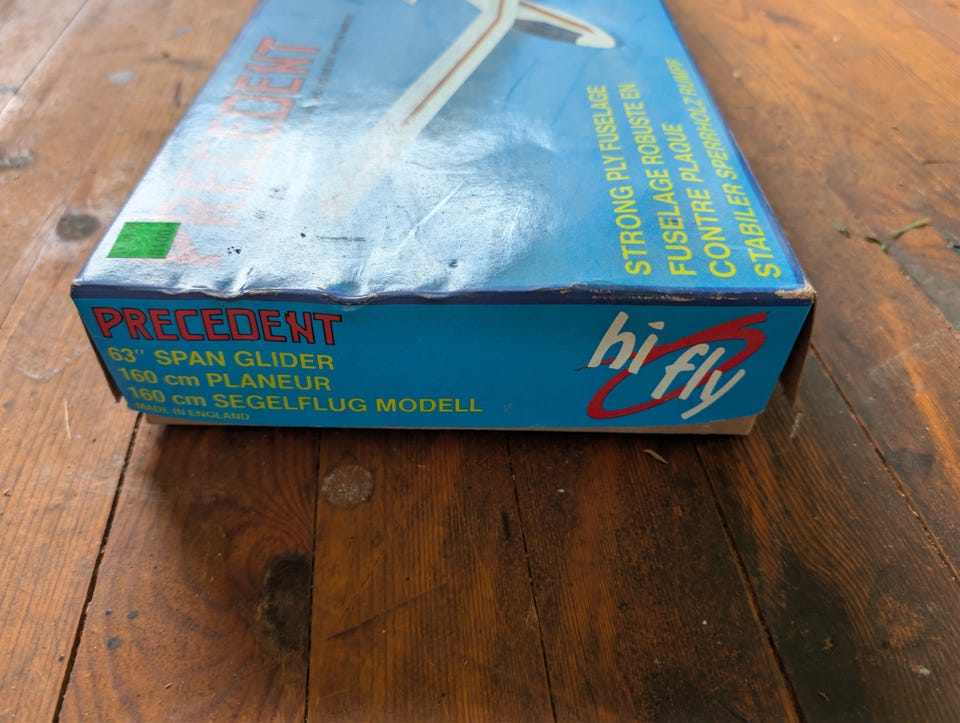 PRECEDENT
STRONG PLY FUSELAGE
FUSELAGE ROBUSTE EN
CONTRE PLAQUE
STABILER SPERRHOLZ RUMPF
PRECEDENT
63" SPAN GLIDER
160 cm PLANEUR
160 cm SEGELFLUG MODELL
MADE IN ENGLAND
hi fly